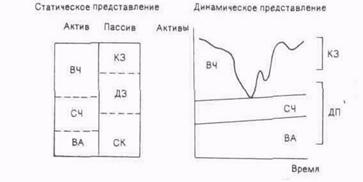 Статическое представление
Динамическое представление
Актив Пассив
Активы
ВЧ
КЗ
ДЗ
СЧ
ВА
СК
ВЧ
КЗ
СЧ
ДП
ВА
Время